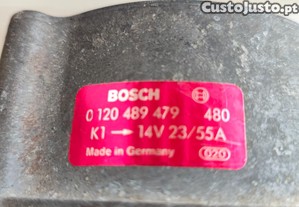 CustoJusto.pt
BOSCH
0 120 489 479 480
K1 → 14V 23/55A
Made in Germany 020